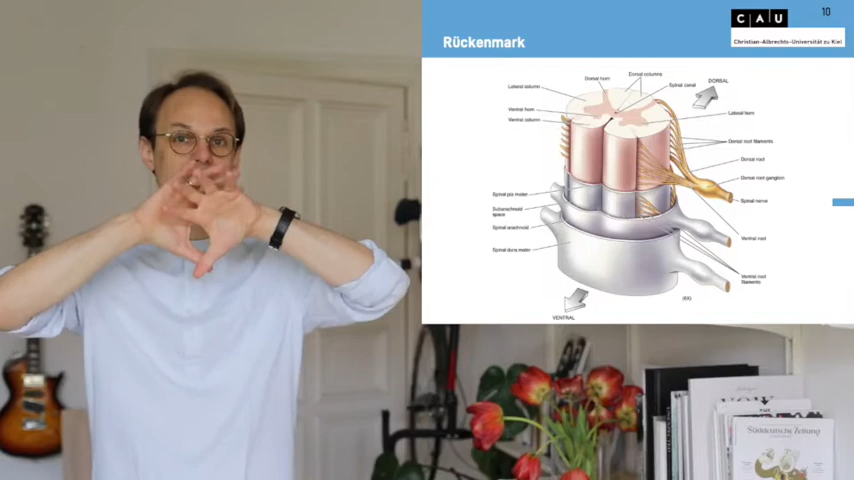 10
CAU
Christian-Albrechts-Universität zu Kiel
Rückenmark
Dorsal horn
Dorsal columns
Spinal canal
DORSAL
Lateral column
Ventral horn
Ventral column
Lateral horn
Dorsal root filaments
Dorsal root
Dorsal root ganglion
Spinal nerve
Spinal pia mater
Subarachnoid
space
Spinal arachnoid
Spinal dura mater
Ventral root
Ventral root
filaments
(6X)
VENTRAL
Süddeutsche Zeitung